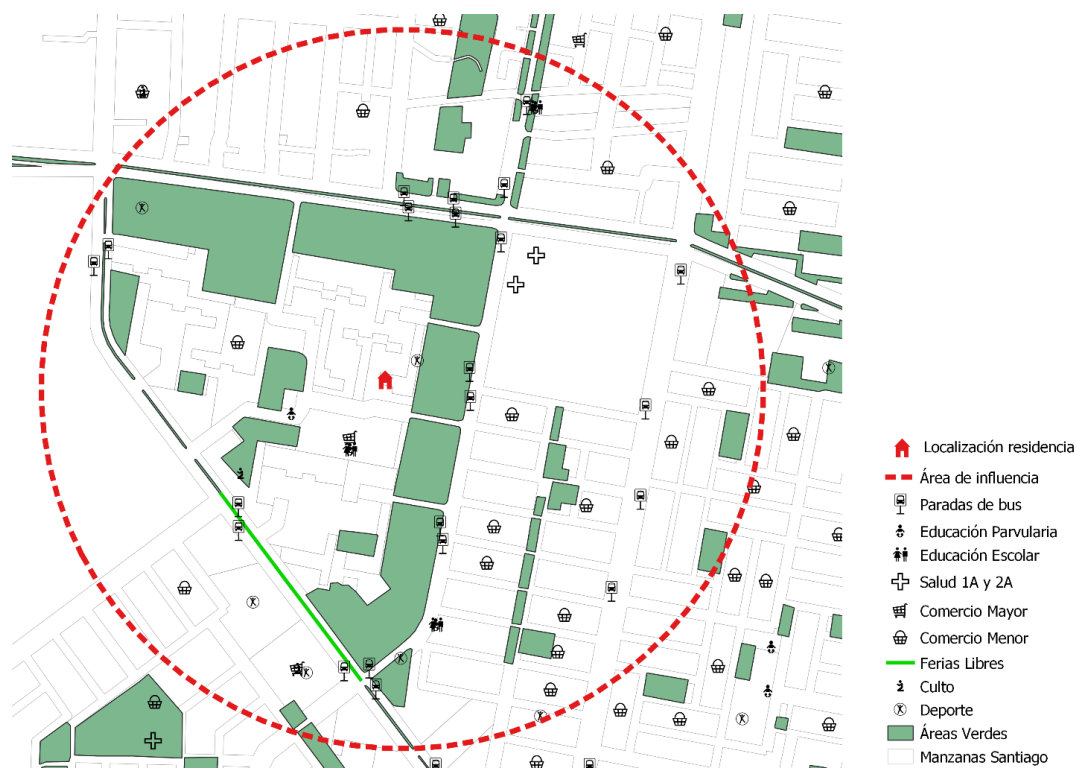 Localización residencia
Área de influencia
Paradas de bus
Educación Parvularia
Educación Escolar
Salud 1A y 2A
Comercio Mayor
Comercio Menor
Ferias Libres
Culto
Deporte
Áreas Verdes
Manzanas Santiago